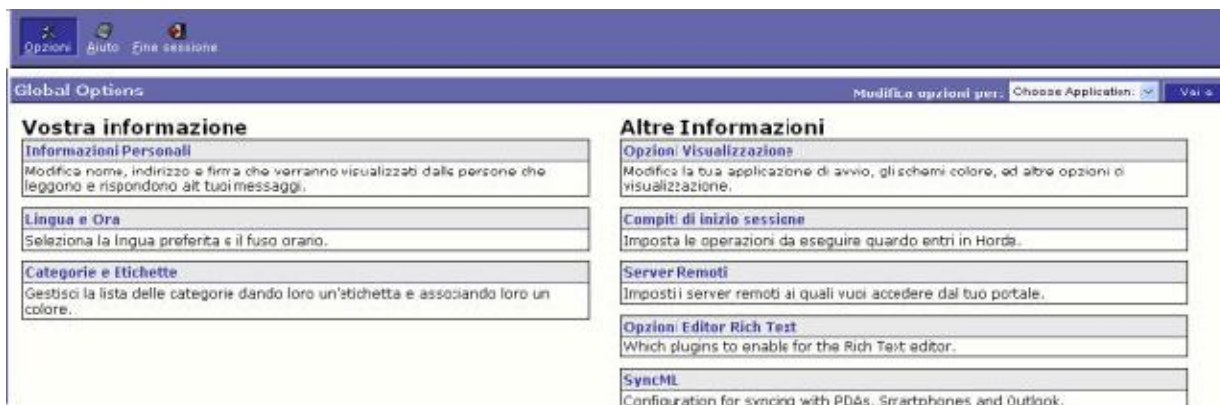 Opzioni Aiuto Fine sessione
Global Options
Modifica opzioni per: Choose Application: Vai a
Vostra informazione
Informazioni Personali
Modifica nome, indirizzo e firma che verranno visualizzati dalle persone che
leggono e rispondono ait tuoi messaggi.
Lingua e Ora
Seleziona la lingua preferita e il fuso orario.
Categorie e Etichette
Gestisci la lista delle categorie dando loro un'etichetta e associando loro un
colore.
Altre Informazioni
Opzioni Visualizzazione
Modifica la tua applicazione di avvio, gli schemi colore, ed altre opzioni di
visualizzazione.
Compiti di inizio sessione
Imposta le operazioni da eseguire quando entri in Horde.
Server Remoti
Imposti i server remoti ai quali vuoi accedere dal tuo portale.
Opzioni Editor Rich Text
Which plugins to enable for the Rich Text editor.
SyncML
Configuration for syncing with PDAs, Smartphones and Outlook.